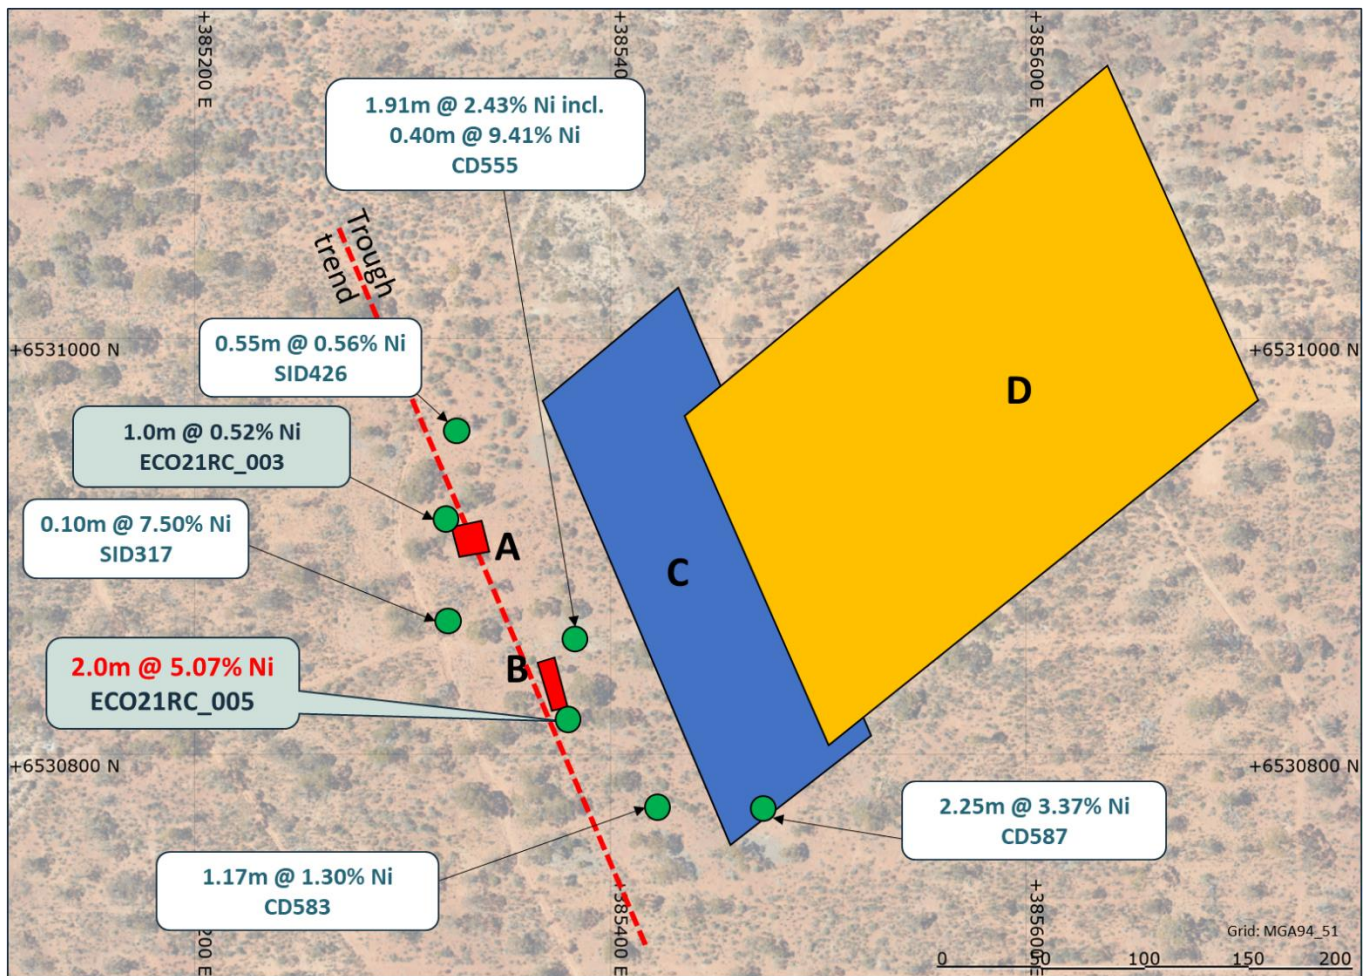 +385200 E
+385400 E
+385600 E
1.91m @ 2.43% Ni incl.
0.40m @ 9.41% Ni
CD555
Trough
trend
D
0.55m @ 0.56% Ni
SID426
+6531000 N
+6531000 N
1.0m @ 0.52% Ni
ECO21RC_003
0.10m @ 7.50% Ni
SID317
A
C
2.0m @ 5.07% Ni
ECO21RC_005
B
+6530800 N
+6530800 N
2.25m @ 3.37% Ni
CD587
1.17m @ 1.30% Ni
CD583
200 E
+385400 E
+385600 E
Grid: MGA94_51
0 50 100 150 200